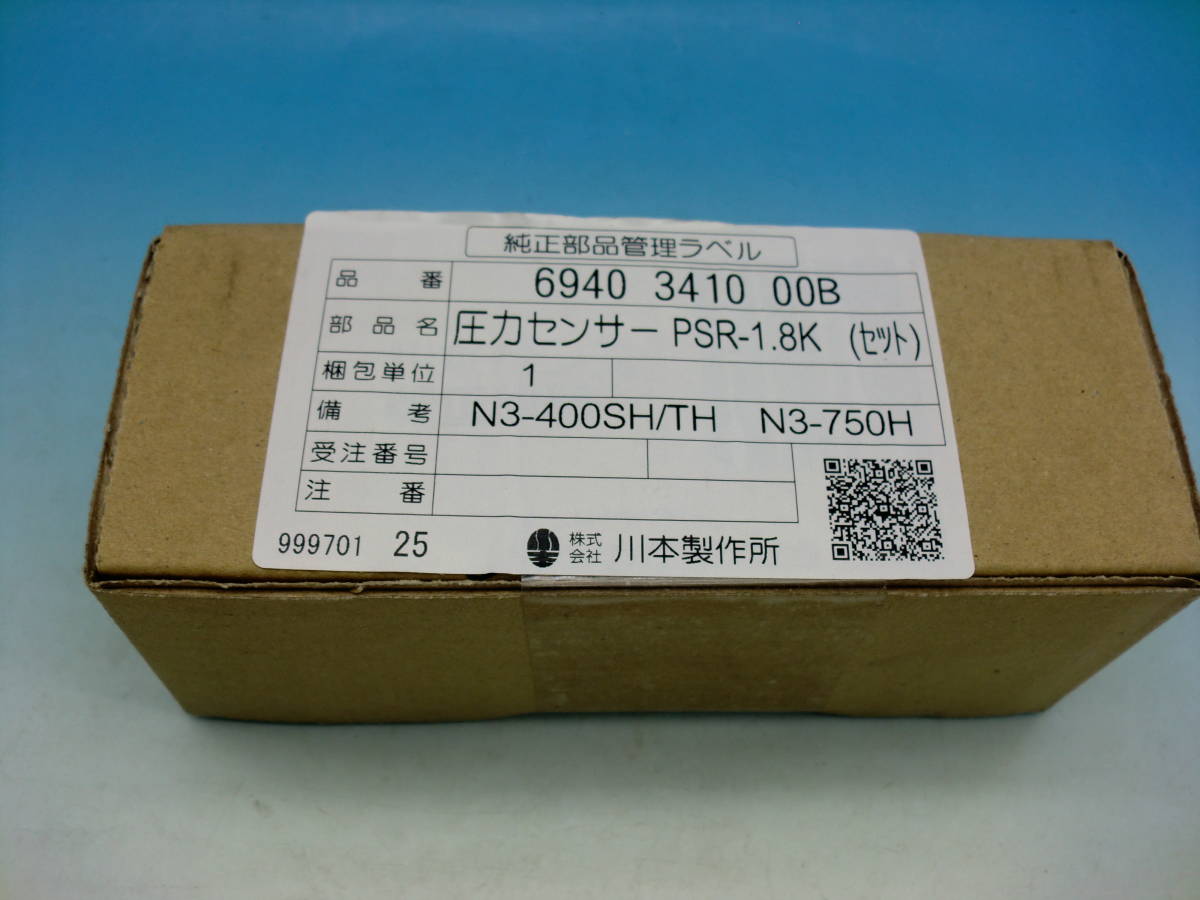 純正部品管理ラベル
品番 6940 3410 00B
部品名 圧力センサー PSR-1.8K (セット)
梱包単位 1
備考 N3-400SH/TH N3-750H
受注番号
注番
999701 25 株式会社 川本製作所